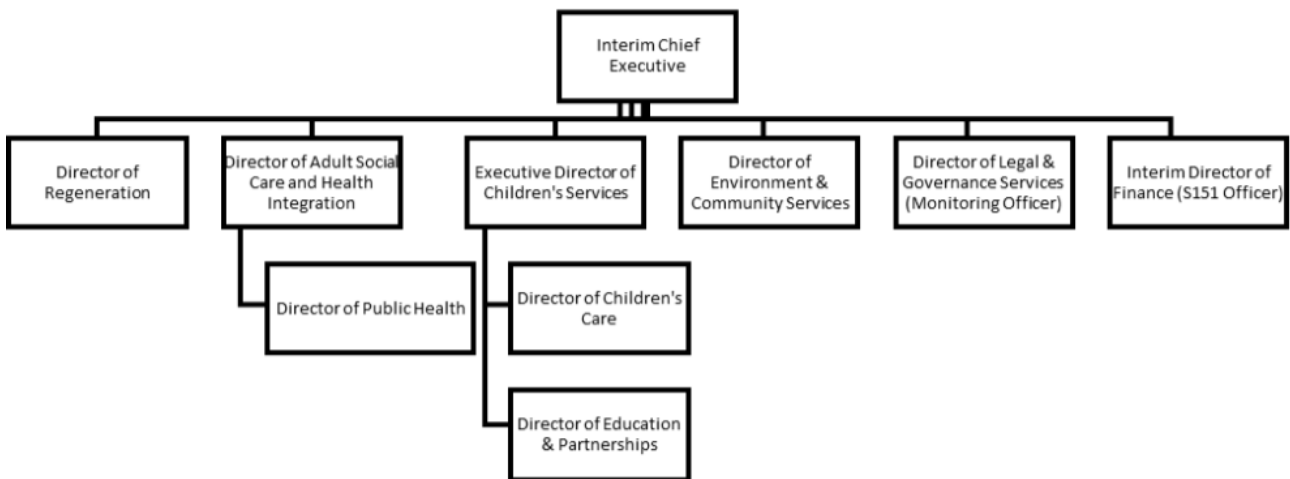 Interim Chief
Executive
Director of
Regeneration
Director of Adult Social
Care and Health
Integration
Executive Director of
Children's Services
Director of
Environment &
Community Services
Director of Legal &
Governance Services
(Monitoring Officer)
Interim Director of
Finance (S151 Officer)
Director of Public Health
Director of Children's
Care
Director of Education
& Partnerships